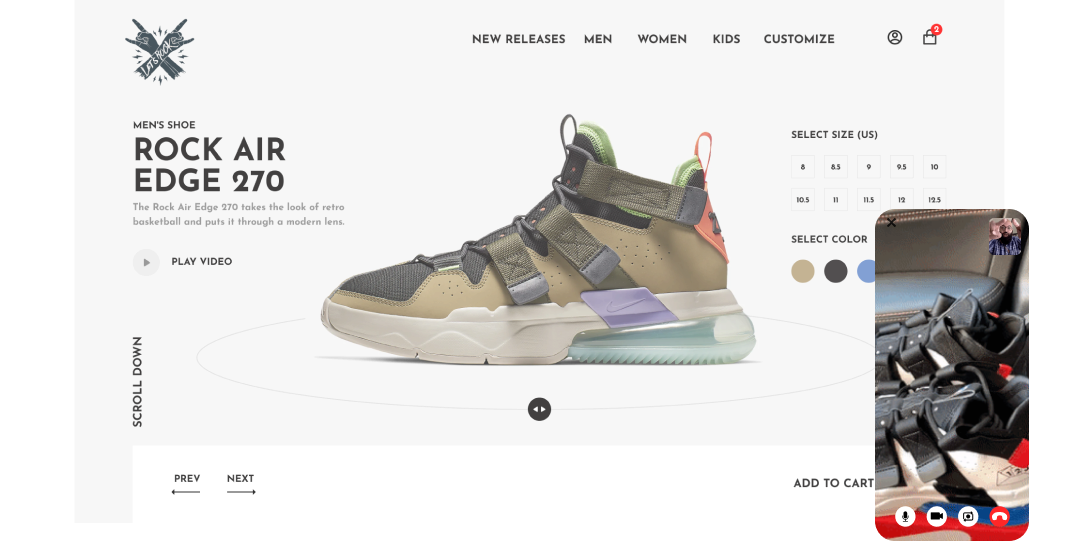 LET'S ROCK
NEW RELEASES MEN WOMEN KIDS CUSTOMIZE
2
MEN'S SHOE
ROCK AIR
EDGE 270
The Rock Air Edge 270 takes the look of retro
basketball and puts it through a modern lens.
PLAY VIDEO
SELECT SIZE (US)
8 8.5 9 9.5 10
10.5 11 11.5 12 12.5
SELECT COLOR
SCROLL DOWN
PREV NEXT
ADD TO CART